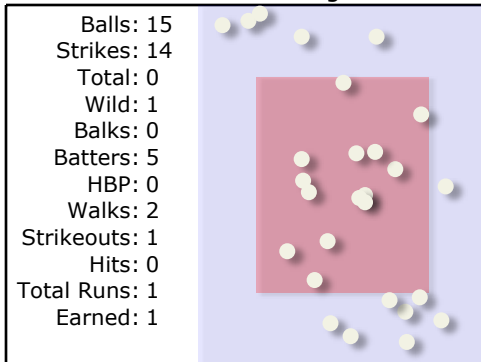 Balls: 15
Strikes: 14
Total: 0
Wild: 1
Balks: 0
Batters: 5
HBP: 0
Walks: 2
Strikeouts: 1
Hits: 0
Total Runs: 1
Earned: 1